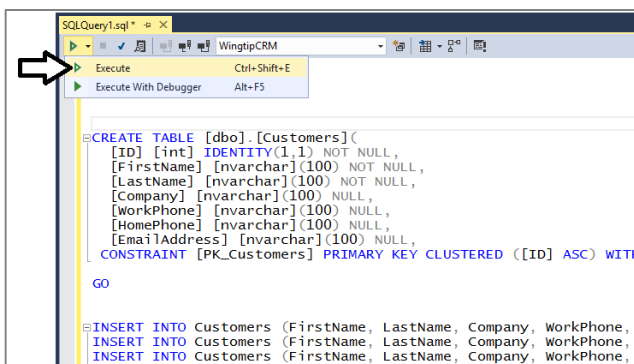 SQLQuery1.sql*
WingtipCRM
Execute Ctrl+Shift+E
Execute With Debugger Alt+F5
CREATE TABLE [dbo].[Customers](
[ID] [int] IDENTITY(1,1) NOT NULL,
[FirstName] [nvarchar](100) NOT NULL,
[LastName] [nvarchar](100) NOT NULL,
[Company] [nvarchar](100) NULL,
[WorkPhone] [nvarchar](100) NULL,
[HomePhone] [nvarchar](100) NULL,
[EmailAddress] [nvarchar](100) NULL,
CONSTRAINT [PK_Customers] PRIMARY KEY CLUSTERED ([ID] ASC) WITH
GO
INSERT INTO Customers (FirstName, LastName, Company, WorkPhone,
INSERT INTO Customers (FirstName, LastName, Company, WorkPhone,
INSERT INTO Customers (FirstName, LastName, Company, WorkPhone,